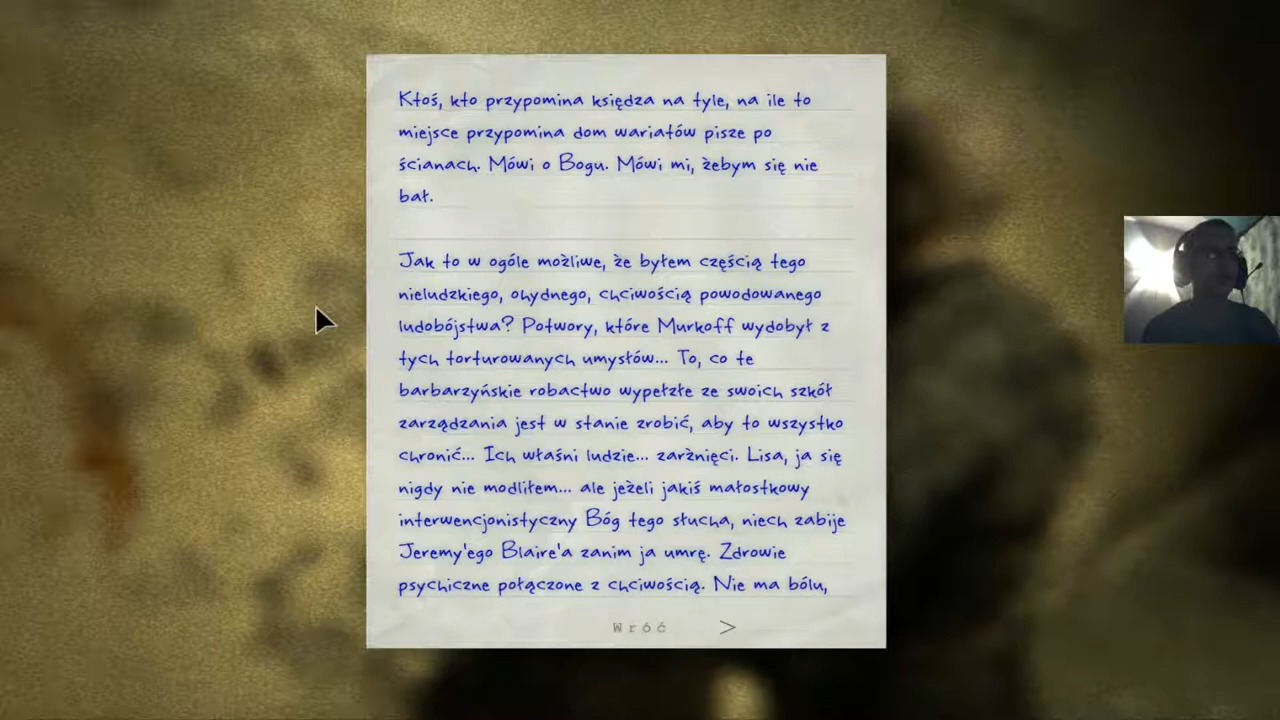 Ktoś, kto przypomina księdza na tyle, na ile to
miejsce przypomina dom wariatów pisze po
ścianach. Mówi o Bogu. Mówi mi, żebym się nie
bał.
Jak to w ogóle możliwe, że byłem częścią tego
nieludzkiego, ohydnego, chciwością powodowanego
ludobójstwa? Potwory, które Murkoff wydobył z
tych torturowanych umysłów... To, co te
barbarzyńskie robactwo wypełzłe ze swoich szkół
zarządzania jest w stanie zrobić, aby to wszystko
chronić... Ich właśni ludzie... zarżnięci. Lisa, ja się
nigdy nie modliłem... ale jeżeli jakiś małostkowy
interwencjonistyczny Bóg tego słucha, niech zabije
Jeremy'ego Blaire'a zanim ja umrę. Zdrowie
psychiczne połączone z chciwością. Nie ma bólu,
Wróć >